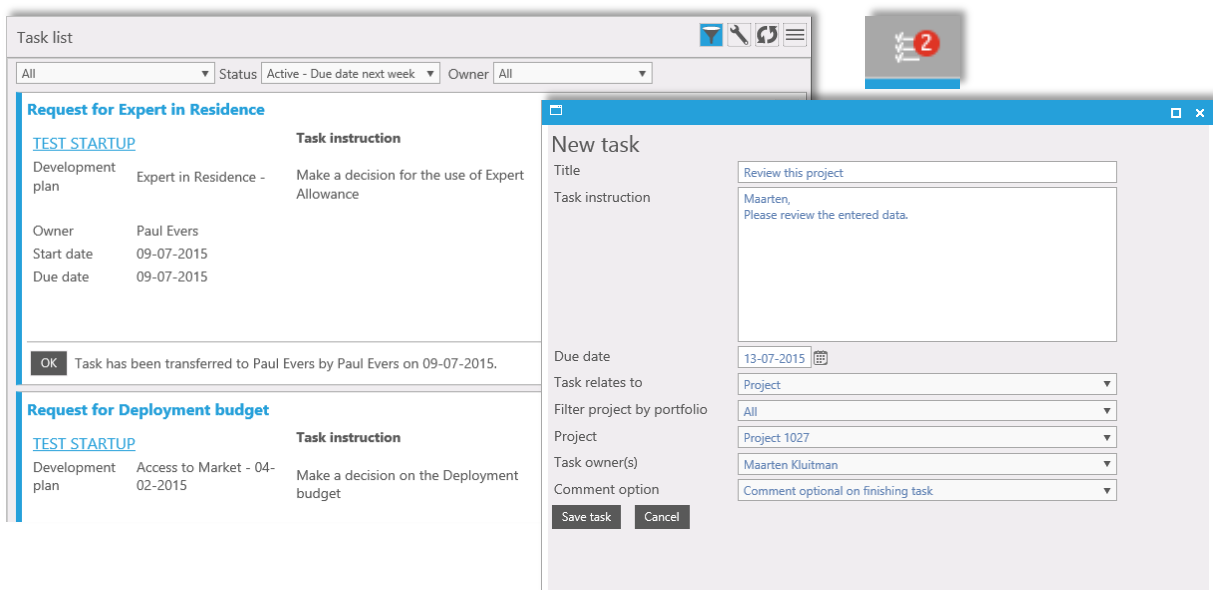 Task list
All Status Active - Due date next week Owner All
Request for Expert in Residence
TEST STARTUP
Task instruction
Development
plan
Expert in Residence -
Make a decision for the use of Expert
Allowance
Owner Paul Evers
Start date 09-07-2015
Due date 09-07-2015
OK Task has been transferred to Paul Evers by Paul Evers on 09-07-2015.
Request for Deployment budget
TEST STARTUP
Task instruction
Development
plan
Access to Market - 04-
02-2015
Make a decision on the Deployment
budget
2
New task
Title Review this project
Task instruction Maarten,
Please review the entered data.
Due date 13-07-2015
Task relates to Project
Filter project by portfolio All
Project Project 1027
Task owner(s) Maarten Kluitman
Comment option Comment optional on finishing task
Save task Cancel